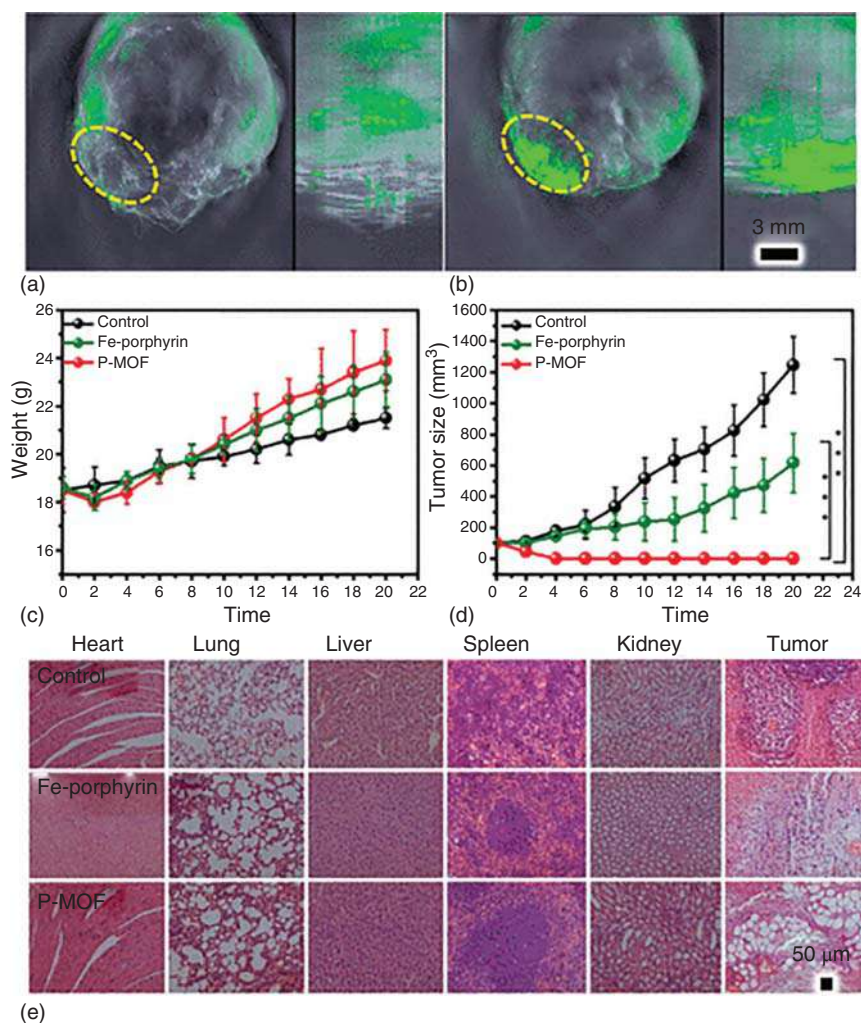 3 mm
(a) (b)
26
24
22
20
18
16
Weight (g)
Control
Fe-porphyrin
P-MOF
0 2 4 6 8 10 12 14 16 18 20 22
Time
(c)
1600
1400
1200
1000
800
600
400
200
0
Tumor size (mm³)
Control
Fe-porphyrin
P-MOF
0 2 4 6 8 10 12 14 16 18 20 22 24
Time
(d)
Heart Lung Liver Spleen Kidney Tumor
Control
Fe-porphyrin
P-MOF
50 μm
(e)